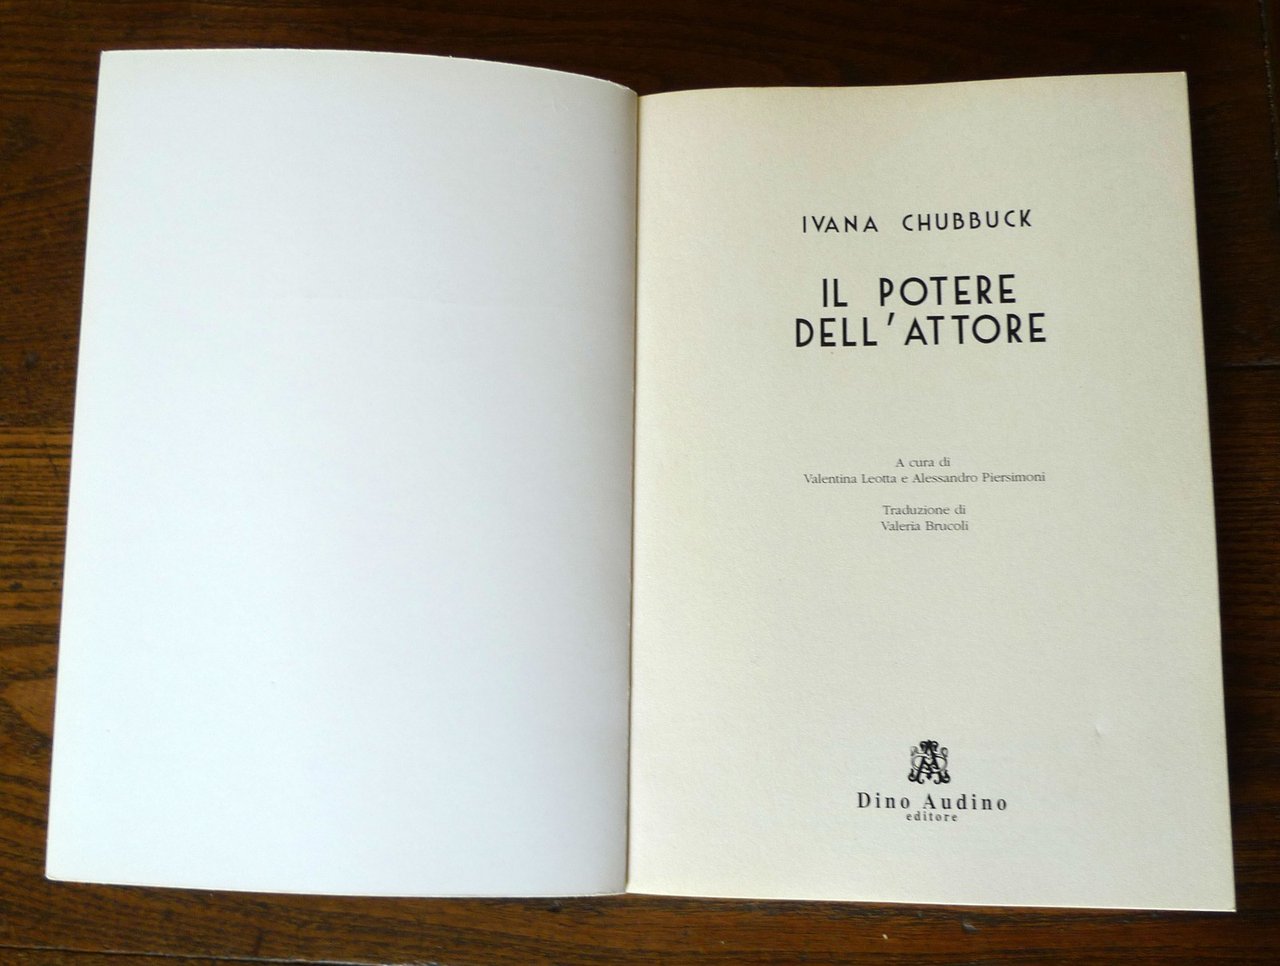 IVANA CHUBBUCK
IL POTERE
DELL'ATTORE
A cura di
Valentina Leotta e Alessandro Piersimoni
Traduzione di
Valeria Brucoli
Dino Audino
editore